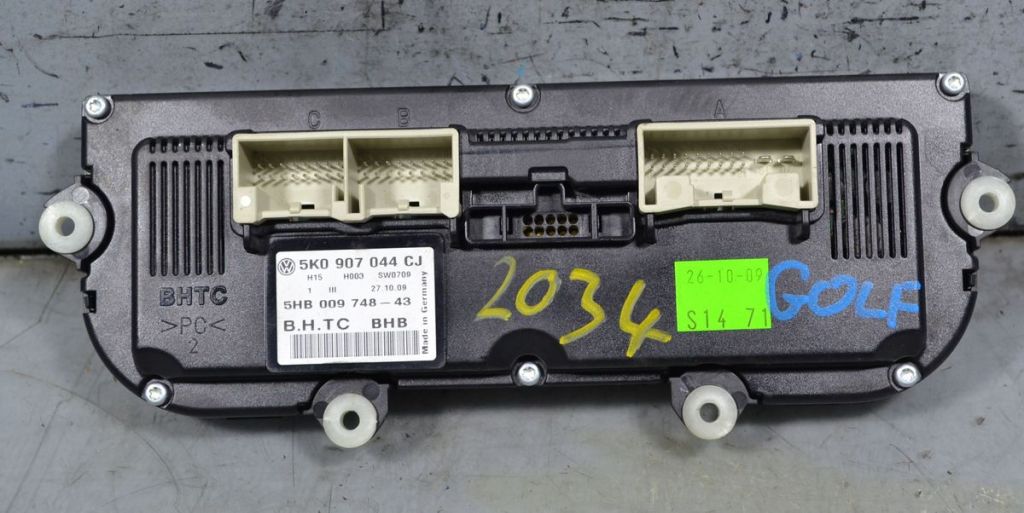 C B A
5K0 907 044 CJ
H15 H003 SW0709
1 III 27.10.09
5HB 009 748-43
B.H.TC BHB
Made in Germany
BHTC
>PC<
2
2034
26-10-09
S14 71
GOLF